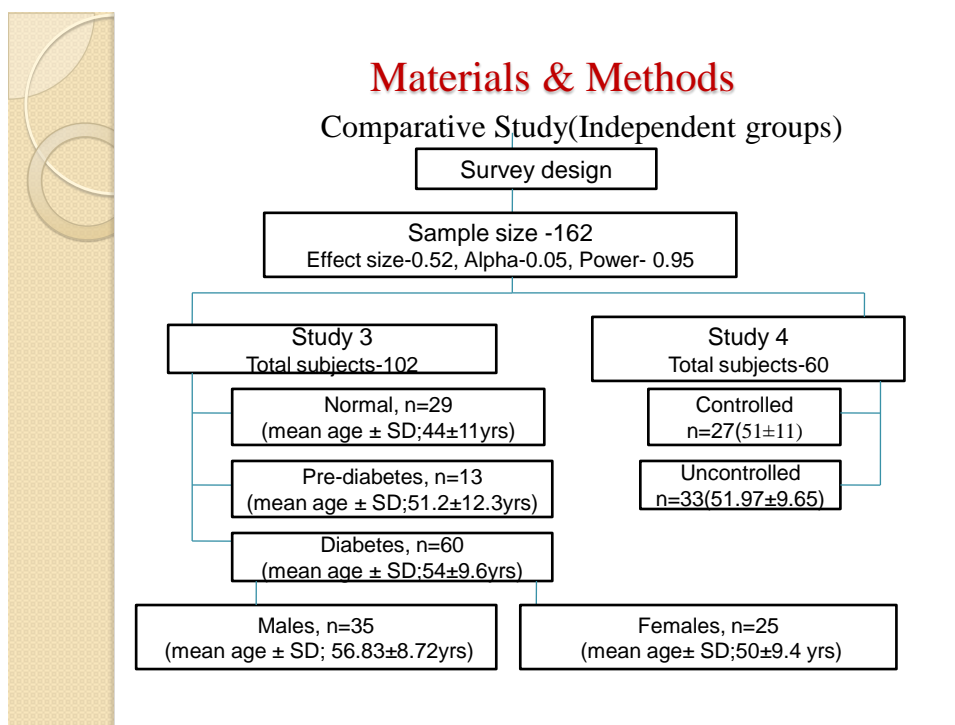 Materials & Methods
Comparative Study(Independent groups)
Survey design
Sample size -162
Effect size-0.52, Alpha-0.05, Power- 0.95
Study 3
Total subjects-102
Study 4
Total subjects-60
Normal, n=29
(mean age ± SD;44±11yrs)
Controlled
n=27(51±11)
Pre-diabetes, n=13
(mean age ± SD;51.2±12.3yrs)
Uncontrolled
n=33(51.97±9.65)
Diabetes, n=60
(mean age ± SD;54±9.6yrs)
Males, n=35
(mean age ± SD; 56.83±8.72yrs)
Females, n=25
(mean age± SD;50±9.4 yrs)